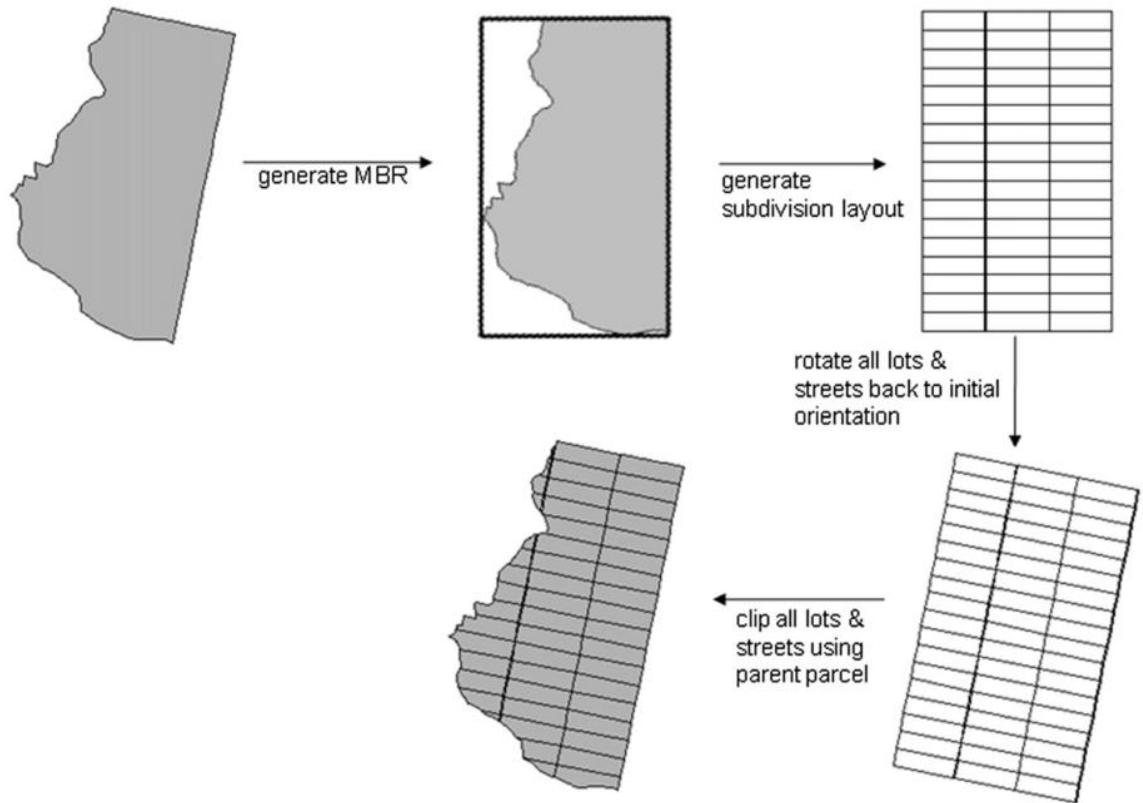 generate MBR
generate
subdivision layout
rotate all lots &
streets back to initial
orientation
clip all lots &
streets using
parent parcel